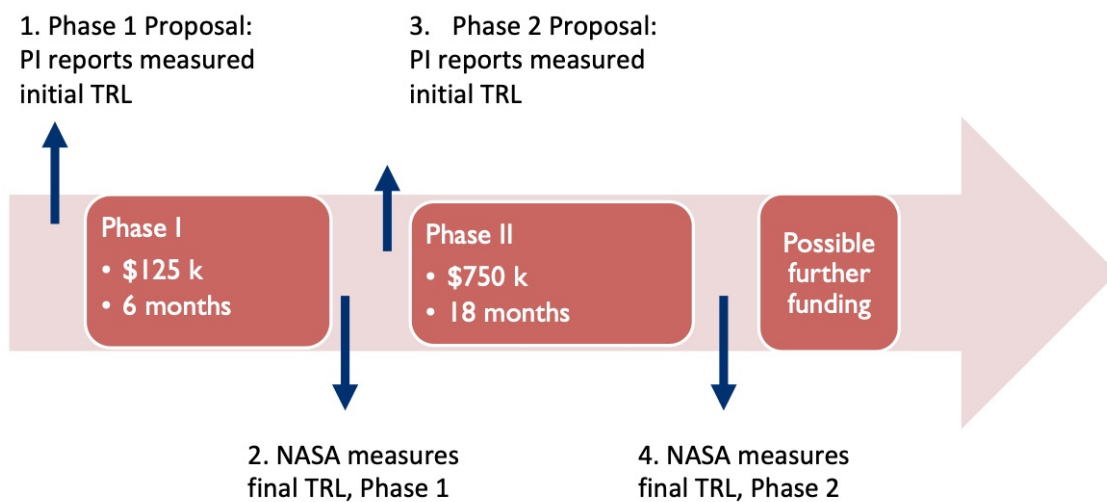 1. Phase 1 Proposal:
PI reports measured
initial TRL
3. Phase 2 Proposal:
PI reports measured
initial TRL
Phase I
• $125 k
• 6 months
Phase II
• $750 k
• 18 months
Possible
further
funding
2. NASA measures
final TRL, Phase 1
4. NASA measures
final TRL, Phase 2